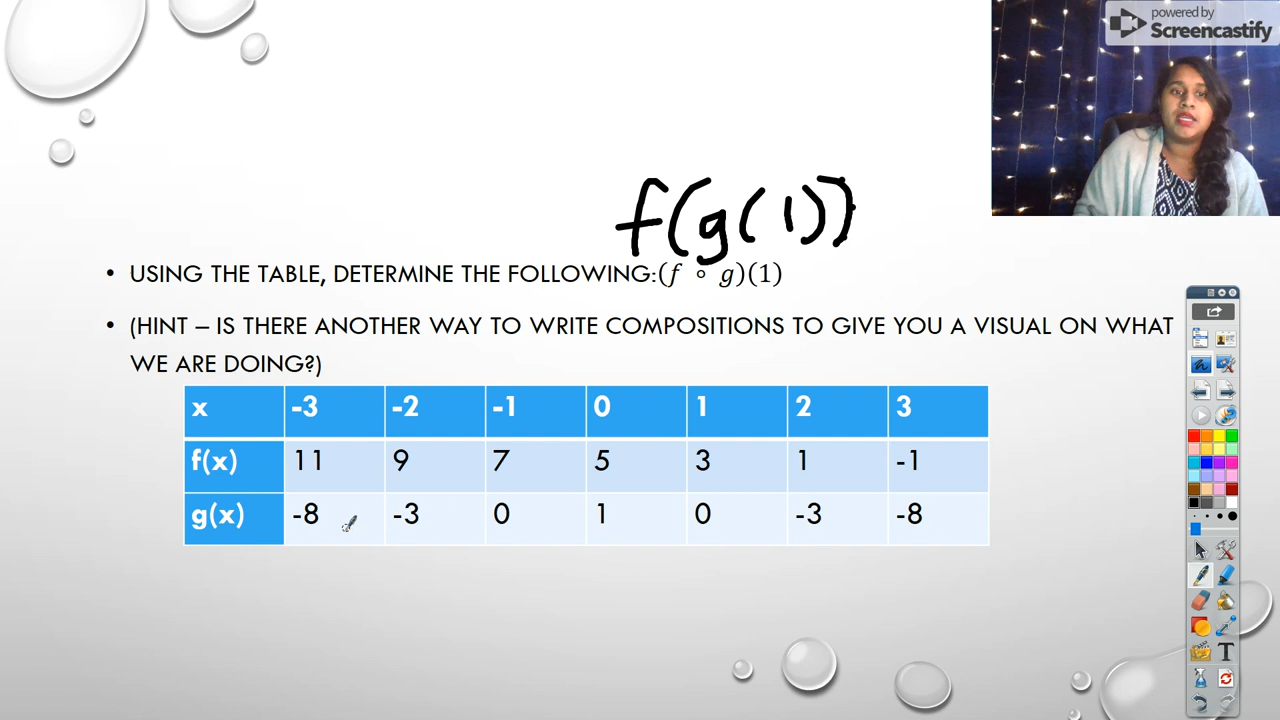 powered by
Screencastify
f(g(1))
• USING THE TABLE, DETERMINE THE FOLLOWING:(f ∘ g)(1)
• (HINT – IS THERE ANOTHER WAY TO WRITE COMPOSITIONS TO GIVE YOU A VISUAL ON WHAT
WE ARE DOING?)
x -3 -2 -1 0 1 2 3
f(x) 11 9 7 5 3 1 -1
g(x) -8 -3 0 1 0 -3 -8
T